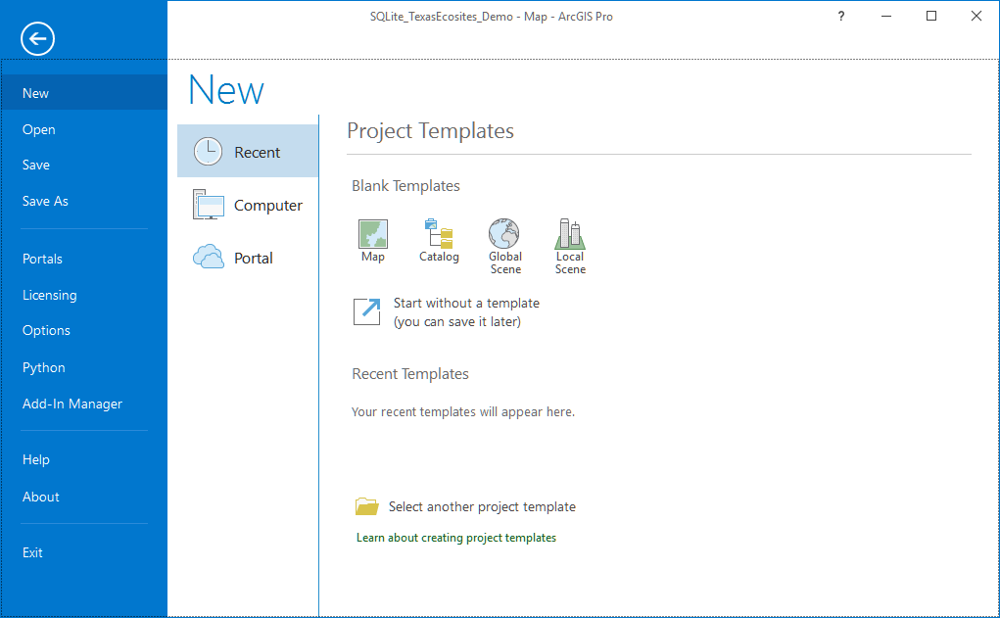 SQLite_TexasEcosites_Demo - Map - ArcGIS Pro
?
New
Open
Save
Save As
Portals
Licensing
Options
Python
Add-In Manager
Help
About
Exit
New
Recent
Computer
Portal
Project Templates
Blank Templates
Map
Catalog
Global
Scene
Local
Scene
Start without a template
(you can save it later)
Recent Templates
Your recent templates will appear here.
Select another project template
Learn about creating project templates